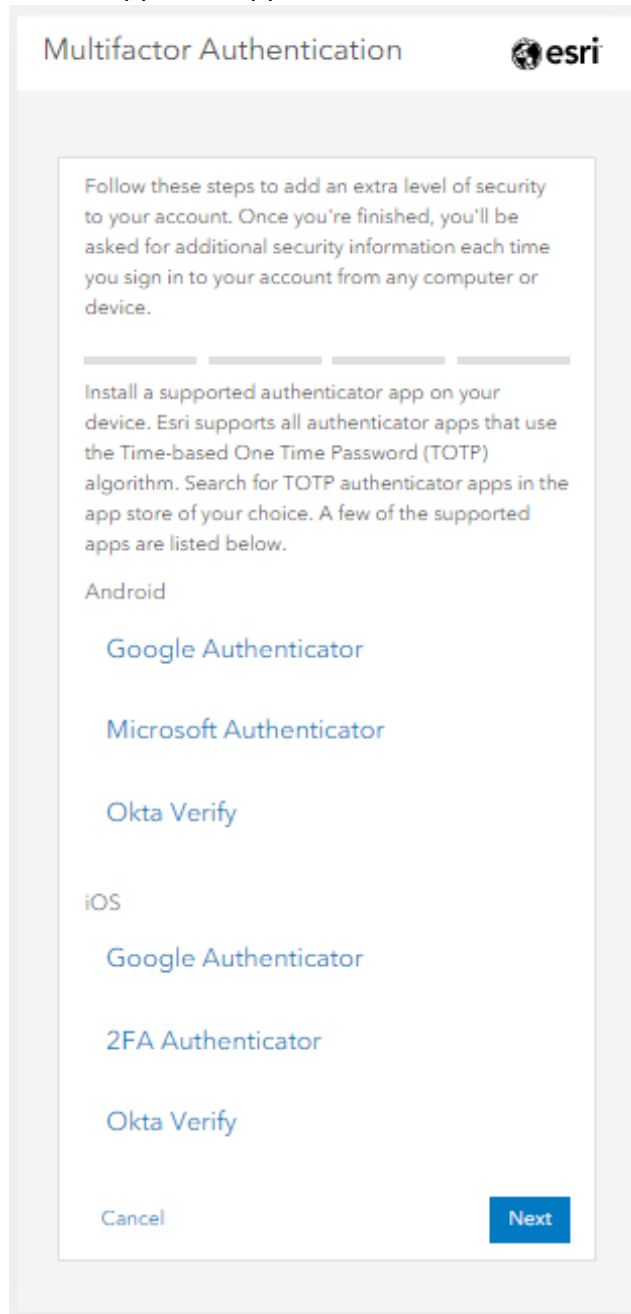 Multifactor Authentication esri
Follow these steps to add an extra level of security
to your account. Once you're finished, you'll be
asked for additional security information each time
you sign in to your account from any computer or
device.
Install a supported authenticator app on your
device. Esri supports all authenticator apps that use
the Time-based One Time Password (TOTP)
algorithm. Search for TOTP authenticator apps in the
app store of your choice. A few of the supported
apps are listed below.
Android
Google Authenticator
Microsoft Authenticator
Okta Verify
iOS
Google Authenticator
2FA Authenticator
Okta Verify
Cancel Next